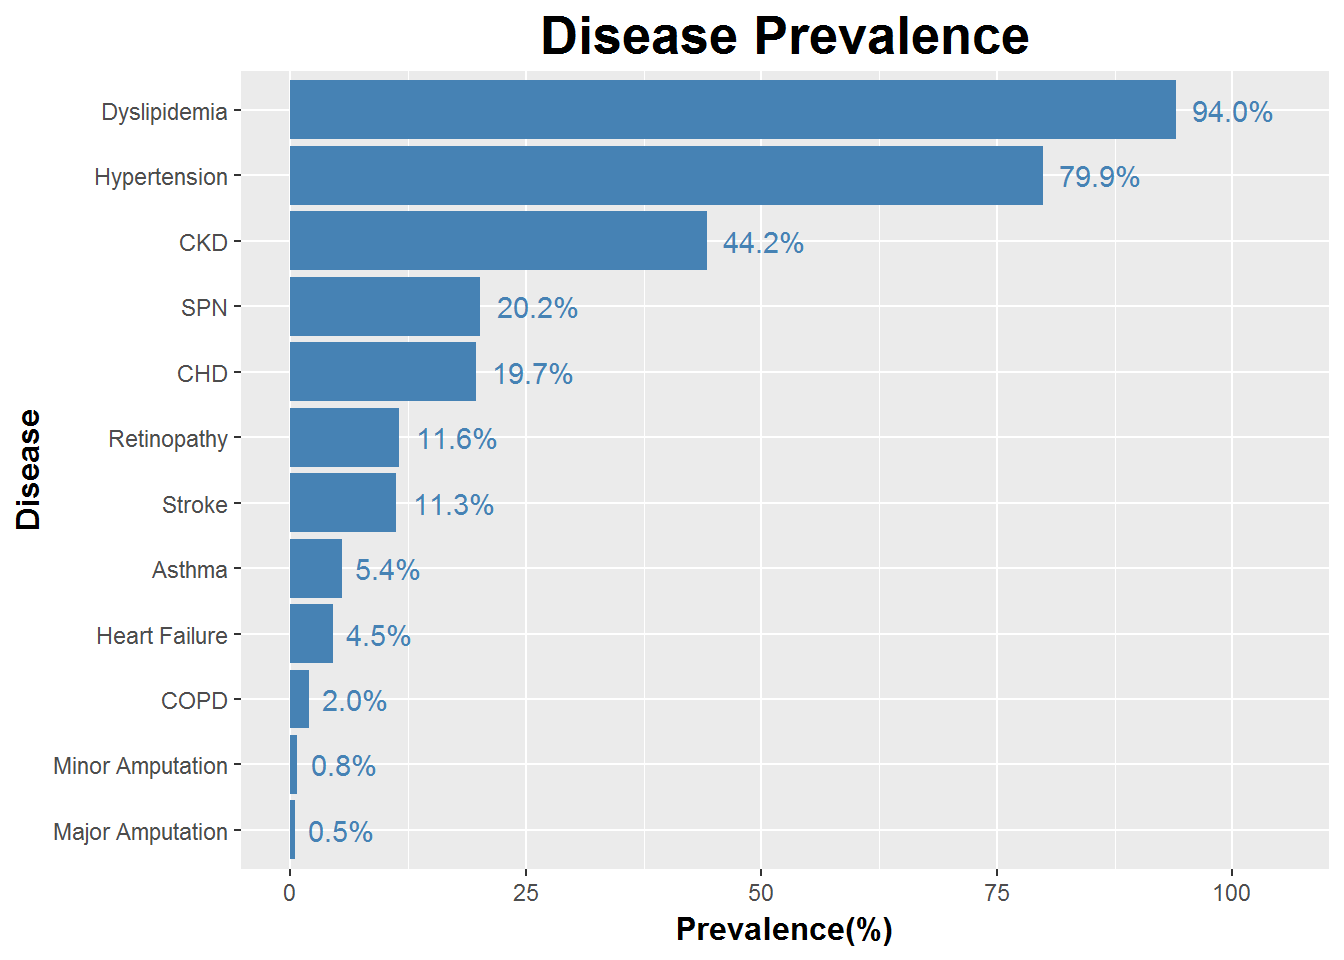 Disease Prevalence
Dyslipidemia 94.0%
Hypertension 79.9%
CKD 44.2%
SPN 20.2%
CHD 19.7%
Retinopathy 11.6%
Stroke 11.3%
Asthma 5.4%
Heart Failure 4.5%
COPD 2.0%
Minor Amputation 0.8%
Major Amputation 0.5%
Disease
0 25 50 75 100
Prevalence(%)